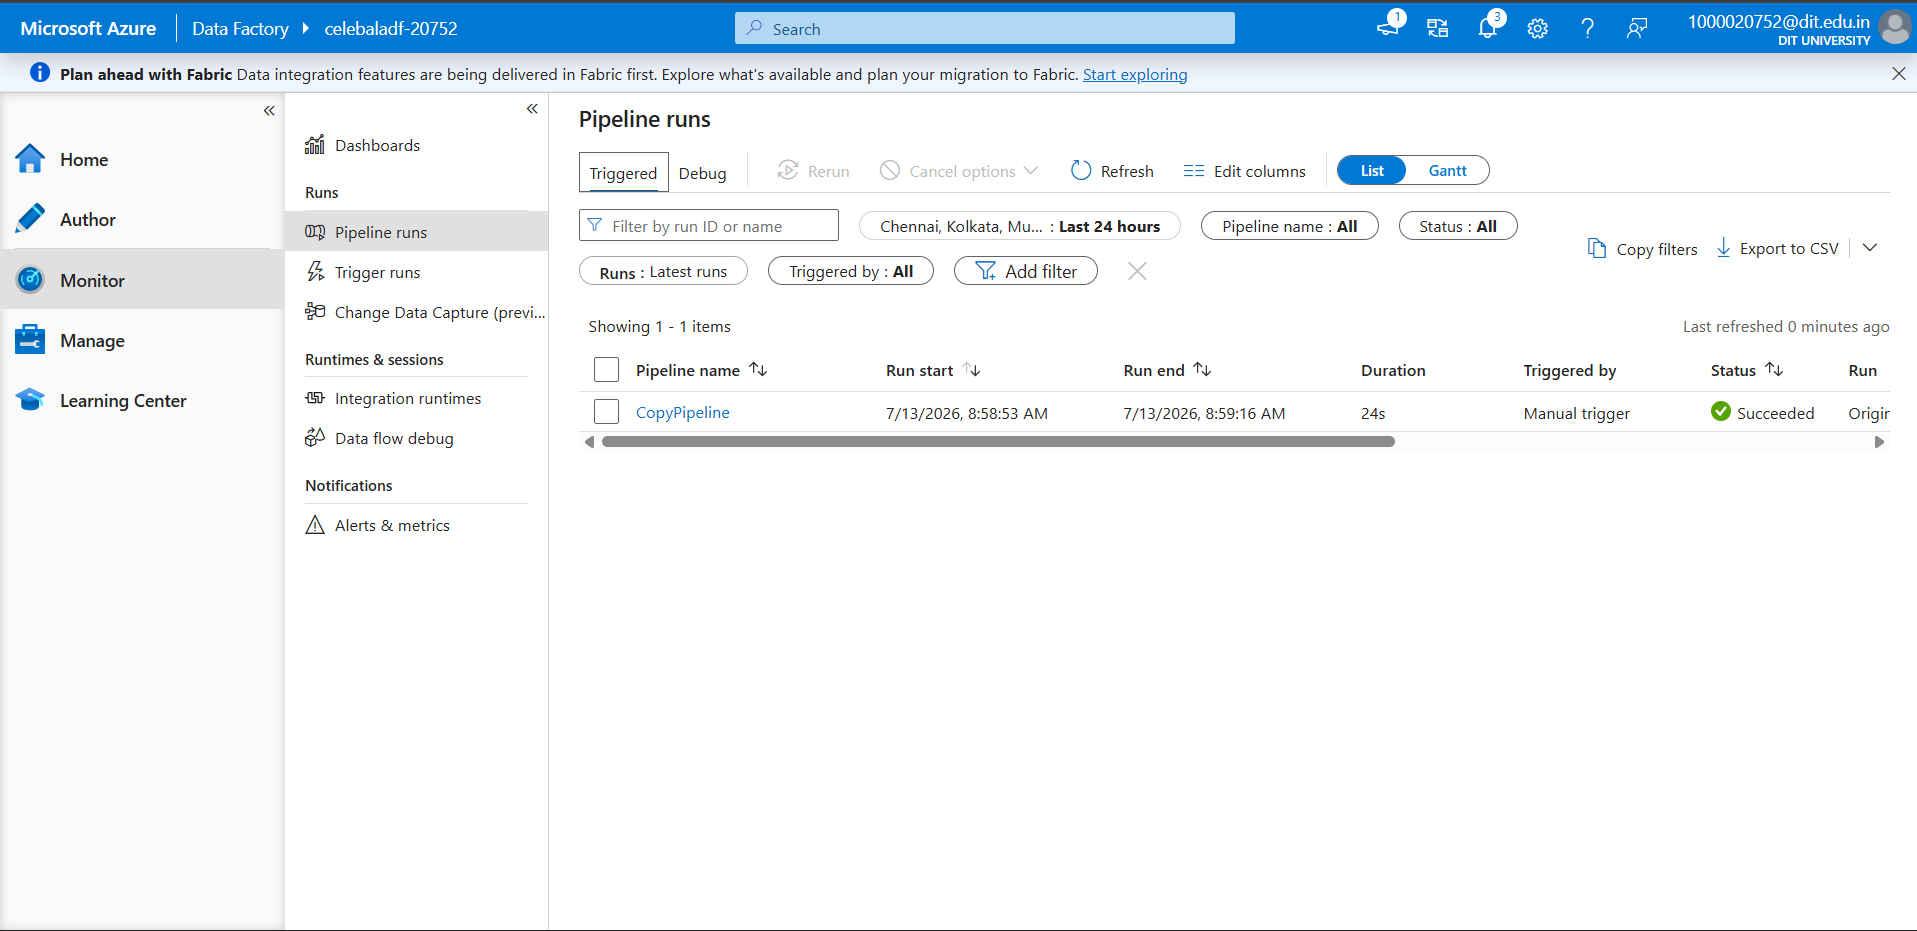 Microsoft Azure Data Factory celebaladf-20752 Search 1 3 1000020752@dit.edu.in
DIT UNIVERSITY
Plan ahead with Fabric Data integration features are being delivered in Fabric first. Explore what's available and plan your migration to Fabric. Start exploring
Home
Author
Monitor
Manage
Learning Center
Dashboards
Runs
Pipeline runs
Trigger runs
Change Data Capture (previ...
Runtimes & sessions
Integration runtimes
Data flow debug
Notifications
Alerts & metrics
Pipeline runs
Triggered Debug Rerun Cancel options Refresh Edit columns List Gantt
Filter by run ID or name Chennai, Kolkata, Mu... : Last 24 hours Pipeline name : All Status : All
Copy filters Export to CSV
Runs : Latest runs Triggered by : All Add filter
Showing 1 - 1 items Last refreshed 0 minutes ago
Pipeline name Run start Run end Duration Triggered by Status Run
CopyPipeline 7/13/2026, 8:58:53 AM 7/13/2026, 8:59:16 AM 24s Manual trigger Succeeded Origin